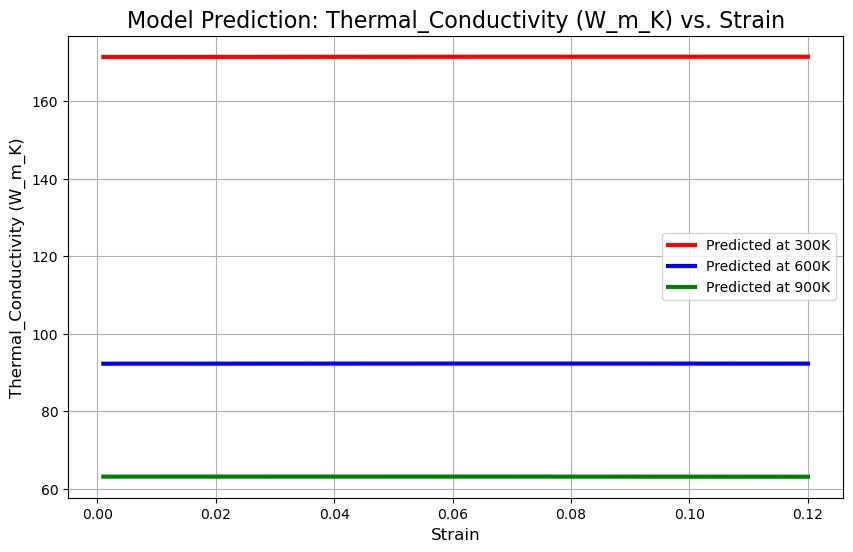 Model Prediction: Thermal_Conductivity (W_m_K) vs. Strain
Thermal_Conductivity (W_m_K)
160
140
120
100
80
60
Predicted at 300K
Predicted at 600K
Predicted at 900K
0.00 0.02 0.04 0.06 0.08 0.10 0.12
Strain